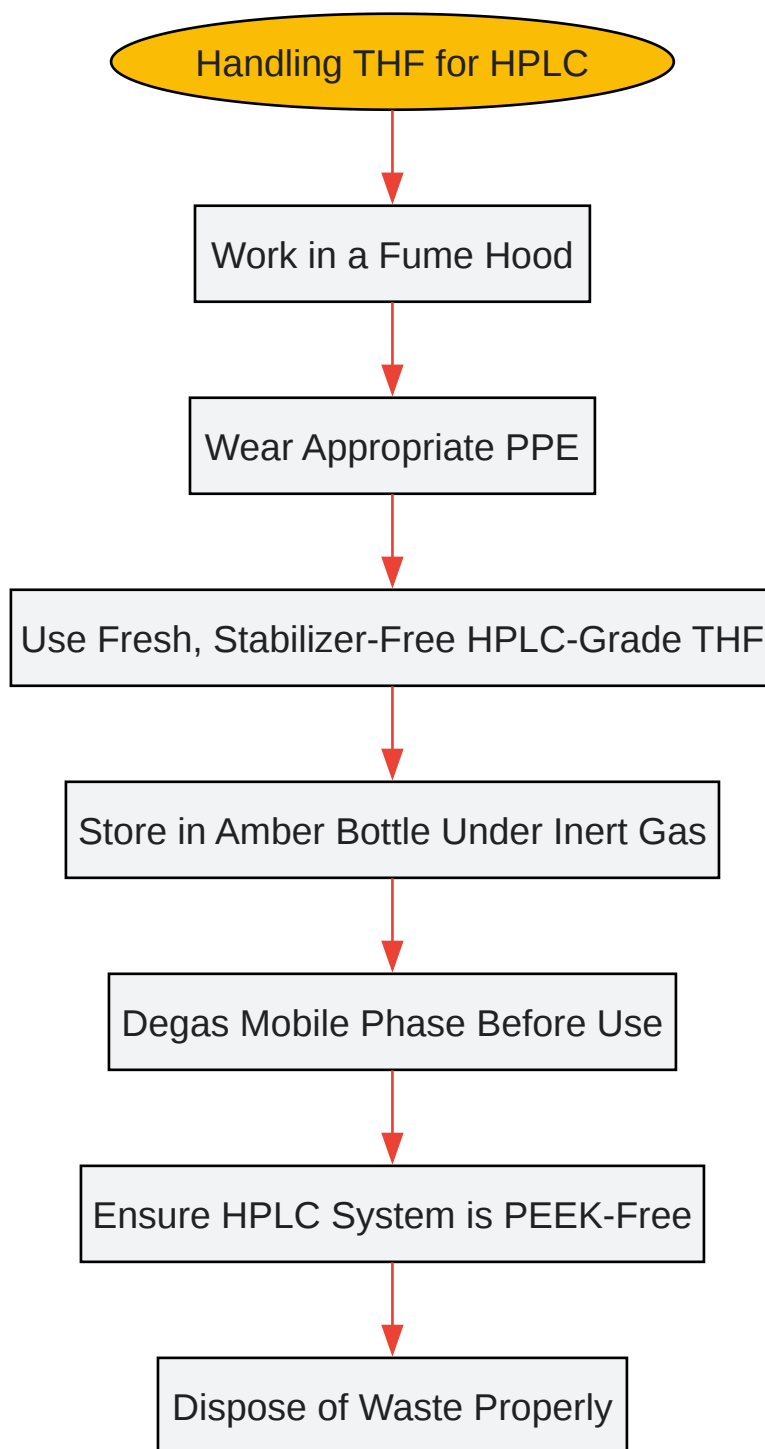 Handling THF for HPLC
Work in a Fume Hood
Wear Appropriate PPE
Use Fresh, Stabilizer-Free HPLC-Grade THF
Store in Amber Bottle Under Inert Gas
Degas Mobile Phase Before Use
Ensure HPLC System is PEEK-Free
Dispose of Waste Properly